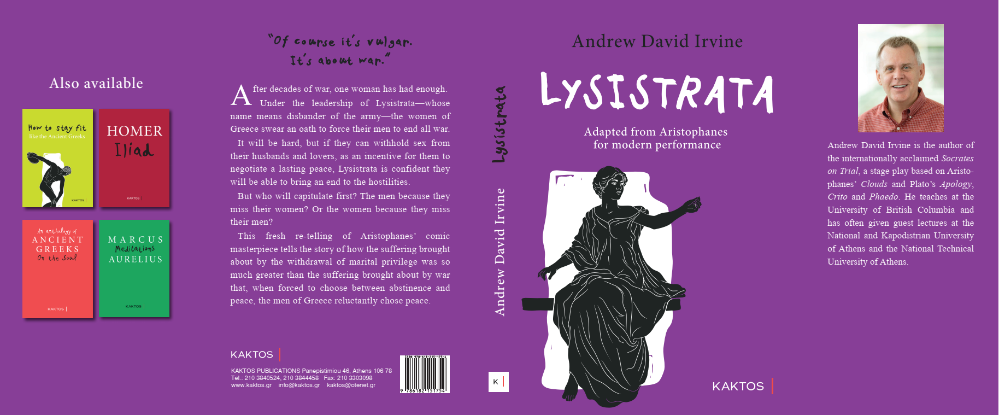 Also available
How to stay fit
like the Ancient Greeks
KAKTOS
HOMER
Iliad
KAKTOS
An anthology of
ANCIENT
GREEKS
On the Soul
KAKTOS
MARCUS
Meditations
AURELIUS
KAKTOS
"Of course it's vulgar.
It's about war."
After decades of war, one woman has had enough.
Under the leadership of Lysistrata—whose
name means disbander of the army—the women of
Greece swear an oath to force their men to end all war.
It will be hard, but if they can withhold sex from
their husbands and lovers, as an incentive for them to
negotiate a lasting peace, Lysistrata is confident they
will be able to bring an end to the hostilities.
But who will capitulate first? The men because they
miss their women? Or the women because they miss
their men?
This fresh re-telling of Aristophanes’ comic
masterpiece tells the story of how the suffering brought
about by the withdrawal of marital privilege was so
much greater than the suffering brought about by war
that, when forced to choose between abstinence and
peace, the men of Greece reluctantly chose peace.
KAKTOS
KAKTOS PUBLICATIONS Panepistimiou 46, Athens 106 78
Tel.: 210 3840524, 210 3844458 Fax: 210 3303098
www.kaktos.gr info@kaktos.gr kaktos@otenet.gr
ISBN 978-618-215-175-4
9 786182 151754
Lysistrata
Andrew David Irvine
K
Andrew David Irvine
LYSISTRATA
Adapted from Aristophanes
for modern performance
KAKTOS
Andrew David Irvine is the author of
the internationally acclaimed Socrates
on Trial, a stage play based on Aristo-
phanes’ Clouds and Plato’s Apology,
Crito and Phaedo. He teaches at the
University of British Columbia and
has often given guest lectures at the
National and Kapodistrian University
of Athens and the National Technical
University of Athens.